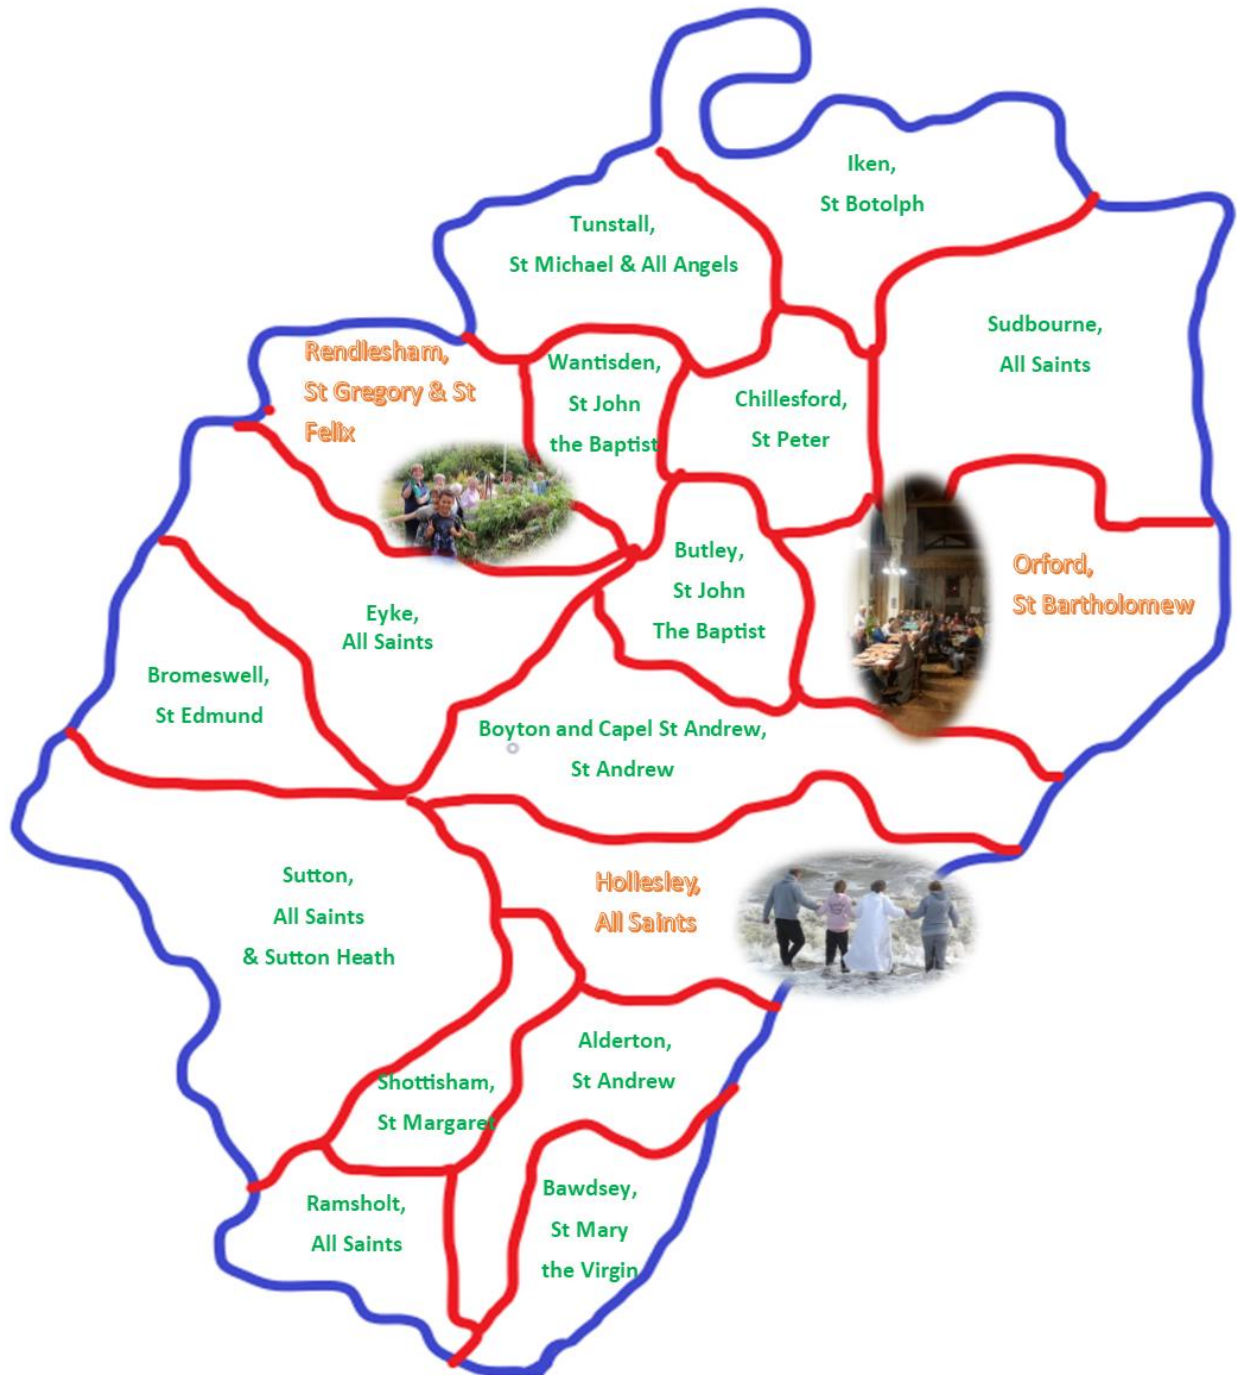 Iken,
St Botolph
Tunstall,
St Michael & All Angels
Sudbourne,
All Saints
Rendlesham,
St Gregory & St
Felix
Wantisden,
St John
the Baptist
Chillesford,
St Peter
Butley,
St John
The Baptist
Orford,
St Bartholomew
Eyke,
All Saints
Bromeswell,
St Edmund
Boyton and Capel St Andrew,
St Andrew
Sutton,
All Saints
& Sutton Heath
Hollesley,
All Saints
Alderton,
St Andrew
Shottisham,
St Margaret
Ramsholt,
All Saints
Bawdsey,
St Mary
the Virgin